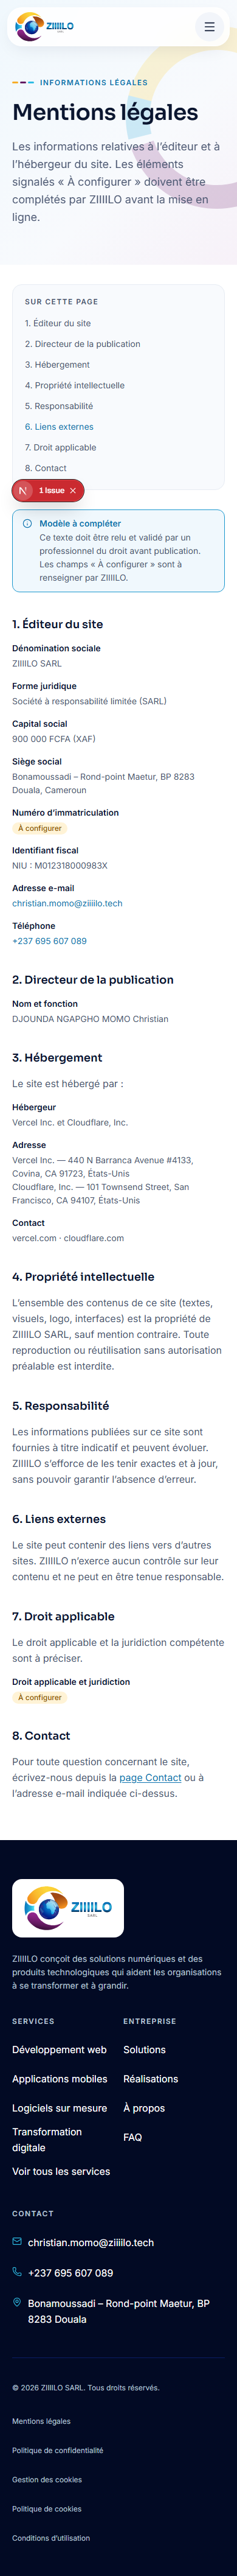 ZIIIILO
SARL
INFORMATIONS LÉGALES
Mentions légales
Les informations relatives à l’éditeur et à
l’hébergeur du site. Les éléments
signalés « À configurer » doivent être
complétés par ZIIIILO avant la mise en
ligne.
SUR CETTE PAGE
1. Éditeur du site
2. Directeur de la publication
3. Hébergement
4. Propriété intellectuelle
5. Responsabilité
6. Liens externes
7. Droit applicable
8. Contact
N 1 Issue ×
Modèle à compléter
Ce texte doit être relu et validé par un
professionnel du droit avant publication.
Les champs « À configurer » sont à
renseigner par ZIIIILO.
1. Éditeur du site
Dénomination sociale
ZIIIILO SARL
Forme juridique
Société à responsabilité limitée (SARL)
Capital social
900 000 FCFA (XAF)
Siège social
Bonamoussadi – Rond-point Maetur, BP 8283
Douala, Cameroun
Numéro d’immatriculation
À configurer
Identifiant fiscal
NIU : M012318000983X
Adresse e-mail
christian.momo@ziiiilo.tech
Téléphone
+237 695 607 089
2. Directeur de la publication
Nom et fonction
DJOUNDA NGAPGHO MOMO Christian
3. Hébergement
Le site est hébergé par :
Hébergeur
Vercel Inc. et Cloudflare, Inc.
Adresse
Vercel Inc. — 440 N Barranca Avenue #4133,
Covina, CA 91723, États-Unis
Cloudflare, Inc. — 101 Townsend Street, San
Francisco, CA 94107, États-Unis
Contact
vercel.com · cloudflare.com
4. Propriété intellectuelle
L’ensemble des contenus de ce site (textes,
visuels, logo, interfaces) est la propriété de
ZIIIILO SARL, sauf mention contraire. Toute
reproduction ou réutilisation sans autorisation
préalable est interdite.
5. Responsabilité
Les informations publiées sur ce site sont
fournies à titre indicatif et peuvent évoluer.
ZIIIILO s’efforce de les tenir exactes et à jour,
sans pouvoir garantir l’absence d’erreur.
6. Liens externes
Le site peut contenir des liens vers d’autres
sites. ZIIIILO n’exerce aucun contrôle sur leur
contenu et ne peut en être tenue responsable.
7. Droit applicable
Le droit applicable et la juridiction compétente
sont à préciser.
Droit applicable et juridiction
À configurer
8. Contact
Pour toute question concernant le site,
écrivez-nous depuis la page Contact ou à
l’adresse e-mail indiquée ci-dessus.
ZIIIILO
SARL
ZIIIILO conçoit des solutions numériques et des
produits technologiques qui aident les organisations
à se transformer et à grandir.
SERVICES
Développement web
Applications mobiles
Logiciels sur mesure
Transformation
digitale
Voir tous les services
ENTREPRISE
Solutions
Réalisations
À propos
FAQ
CONTACT
christian.momo@ziiiilo.tech
+237 695 607 089
Bonamoussadi – Rond-point Maetur, BP
8283 Douala
© 2026 ZIIIILO SARL. Tous droits réservés.
Mentions légales
Politique de confidentialité
Gestion des cookies
Politique de cookies
Conditions d’utilisation